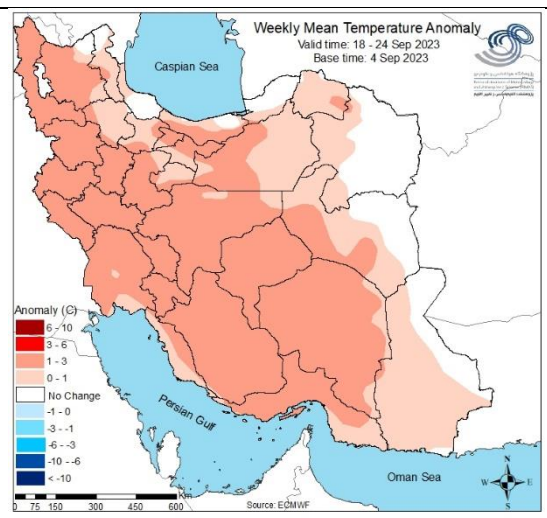 Weekly Mean Temperature Anomaly
Valid time: 18 - 24 Sep 2023
Base time: 4 Sep 2023
Caspian Sea
Anomaly (C)
6 - 10
3 - 6
1 - 3
0 - 1
No Change
-1 - 0
-3 - -1
-6 - -3
-10 - -6
< -10
Persian Gulf
Oman Sea
N
W
E
S
Km
0 75 150 300 450 600
Source: ECMWF